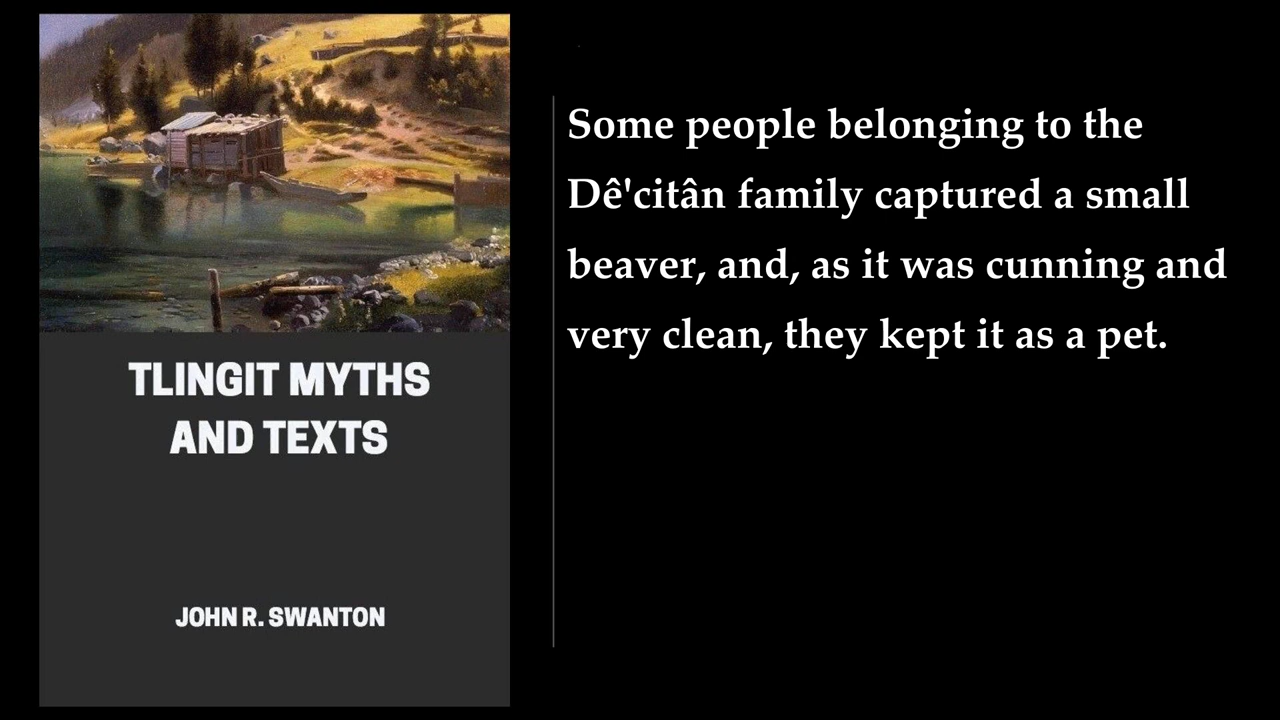 TLINGIT MYTHS
AND TEXTS
JOHN R. SWANTON
Some people belonging to the
Dê'citân family captured a small
beaver, and, as it was cunning and
very clean, they kept it as a pet.